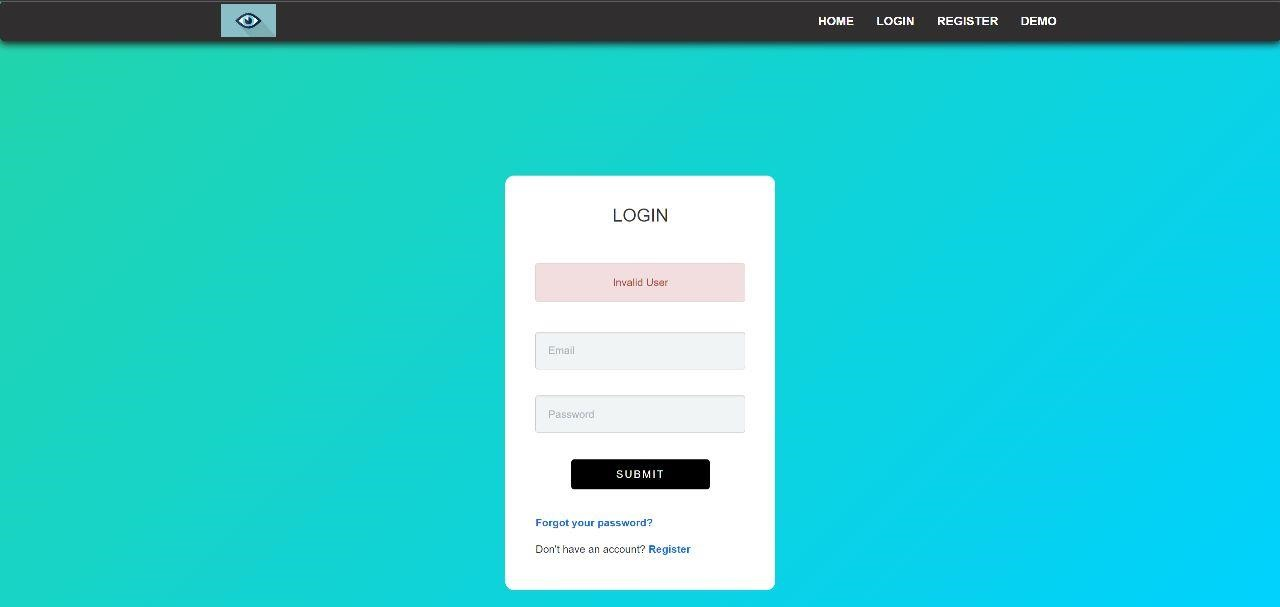 HOME LOGIN REGISTER DEMO
LOGIN
Invalid User
Email
Password
SUBMIT
Forgot your password?
Don't have an account? Register